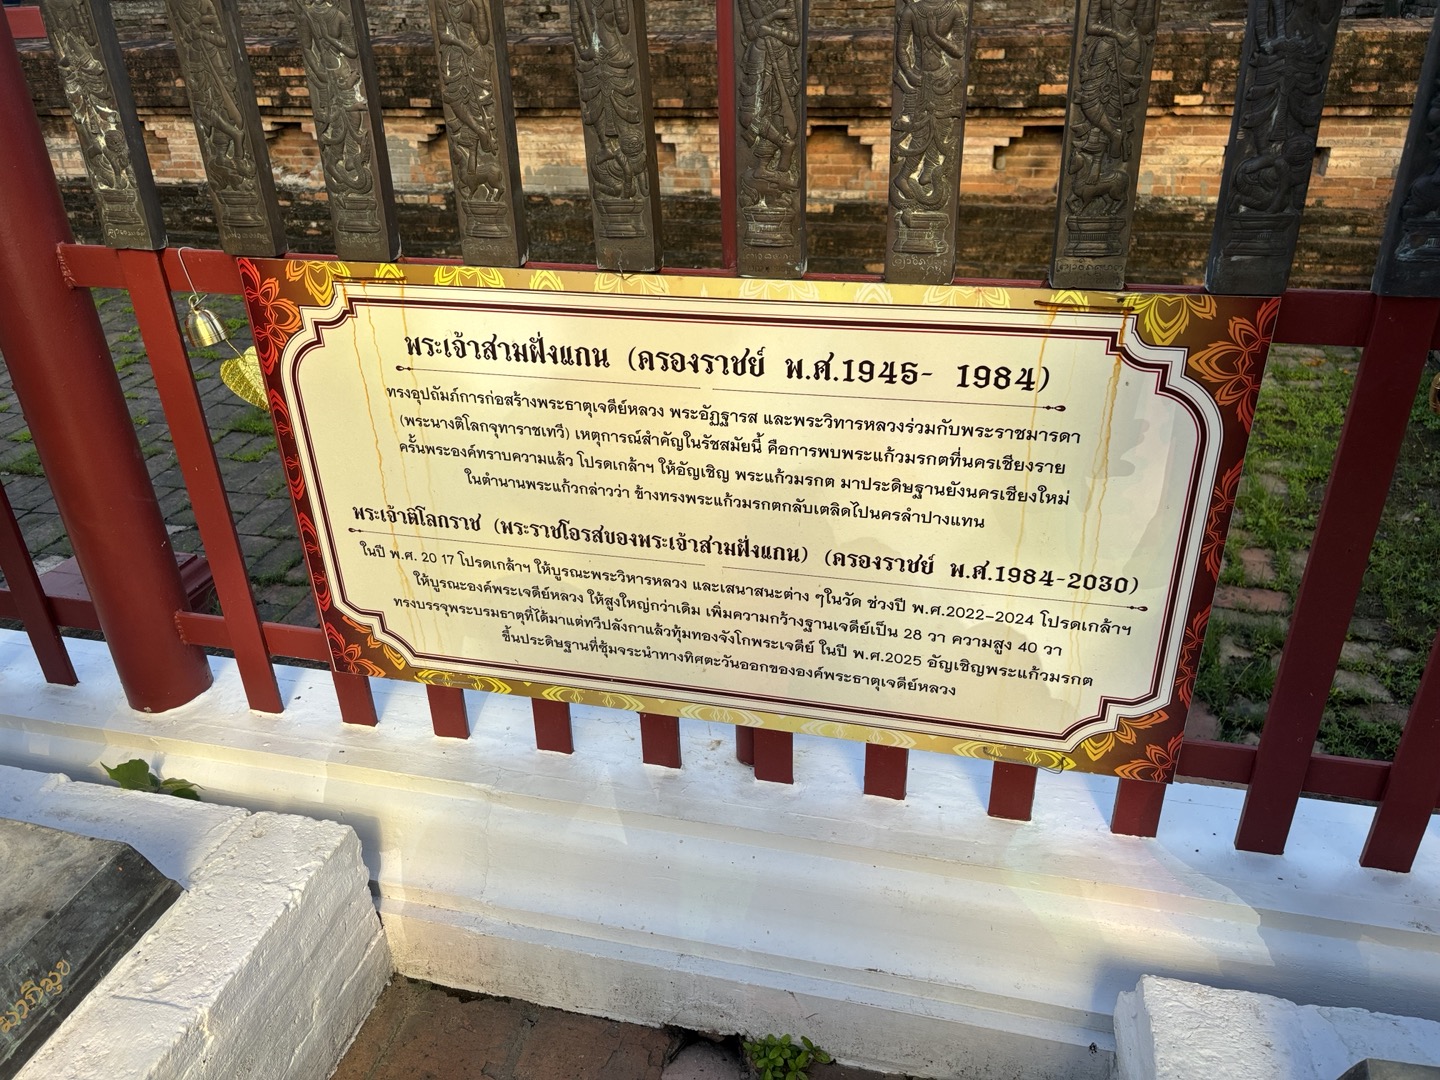 พระเจ้าสามฝั่งแกน (ครองราชย์ พ.ศ.1945- 1984)
ทรงอุปถัมภ์การก่อสร้างพระธาตุเจดีย์หลวง พระอัฏฐารส และพระวิหารหลวงร่วมกับพระราชมารดา
(พระนางติโลกจุฑาราชเทวี) เหตุการณ์สำคัญในรัชสมัยนี้ คือการพบพระแก้วมรกตที่นครเชียงราย
ครั้นพระองค์ทราบความแล้ว โปรดเกล้าฯ ให้อัญเชิญ พระแก้วมรกต มาประดิษฐานยังนครเชียงใหม่
ในตำนานพระแก้วกล่าวว่า ช้างทรงพระแก้วมรกตกลับเตลิดไปนครลำปางแทน
พระเจ้าติโลกราช (พระราชโอรสของพระเจ้าสามฝั่งแกน) (ครองราชย์ พ.ศ.1984-2030)
ในปี พ.ศ. 20 17 โปรดเกล้าฯ ให้บูรณะพระวิหารหลวง และเสนาสนะต่าง ๆในวัด ช่วงปี พ.ศ.2022-2024 โปรดเกล้าฯ
ให้บูรณะองค์พระเจดีย์หลวง ให้สูงใหญ่กว่าเดิม เพิ่มความกว้างฐานเจดีย์เป็น 28 วา ความสูง 40 วา
ทรงบรรจุพระบรมธาตุที่ได้มาแต่ทวีปลังกาแล้วหุ้มทองจังโกพระเจดีย์ ในปี พ.ศ.2025 อัญเชิญพระแก้วมรกต
ขึ้นประดิษฐานที่ซุ้มจระนำทางทิศตะวันออกขององค์พระธาตุเจดีย์หลวง